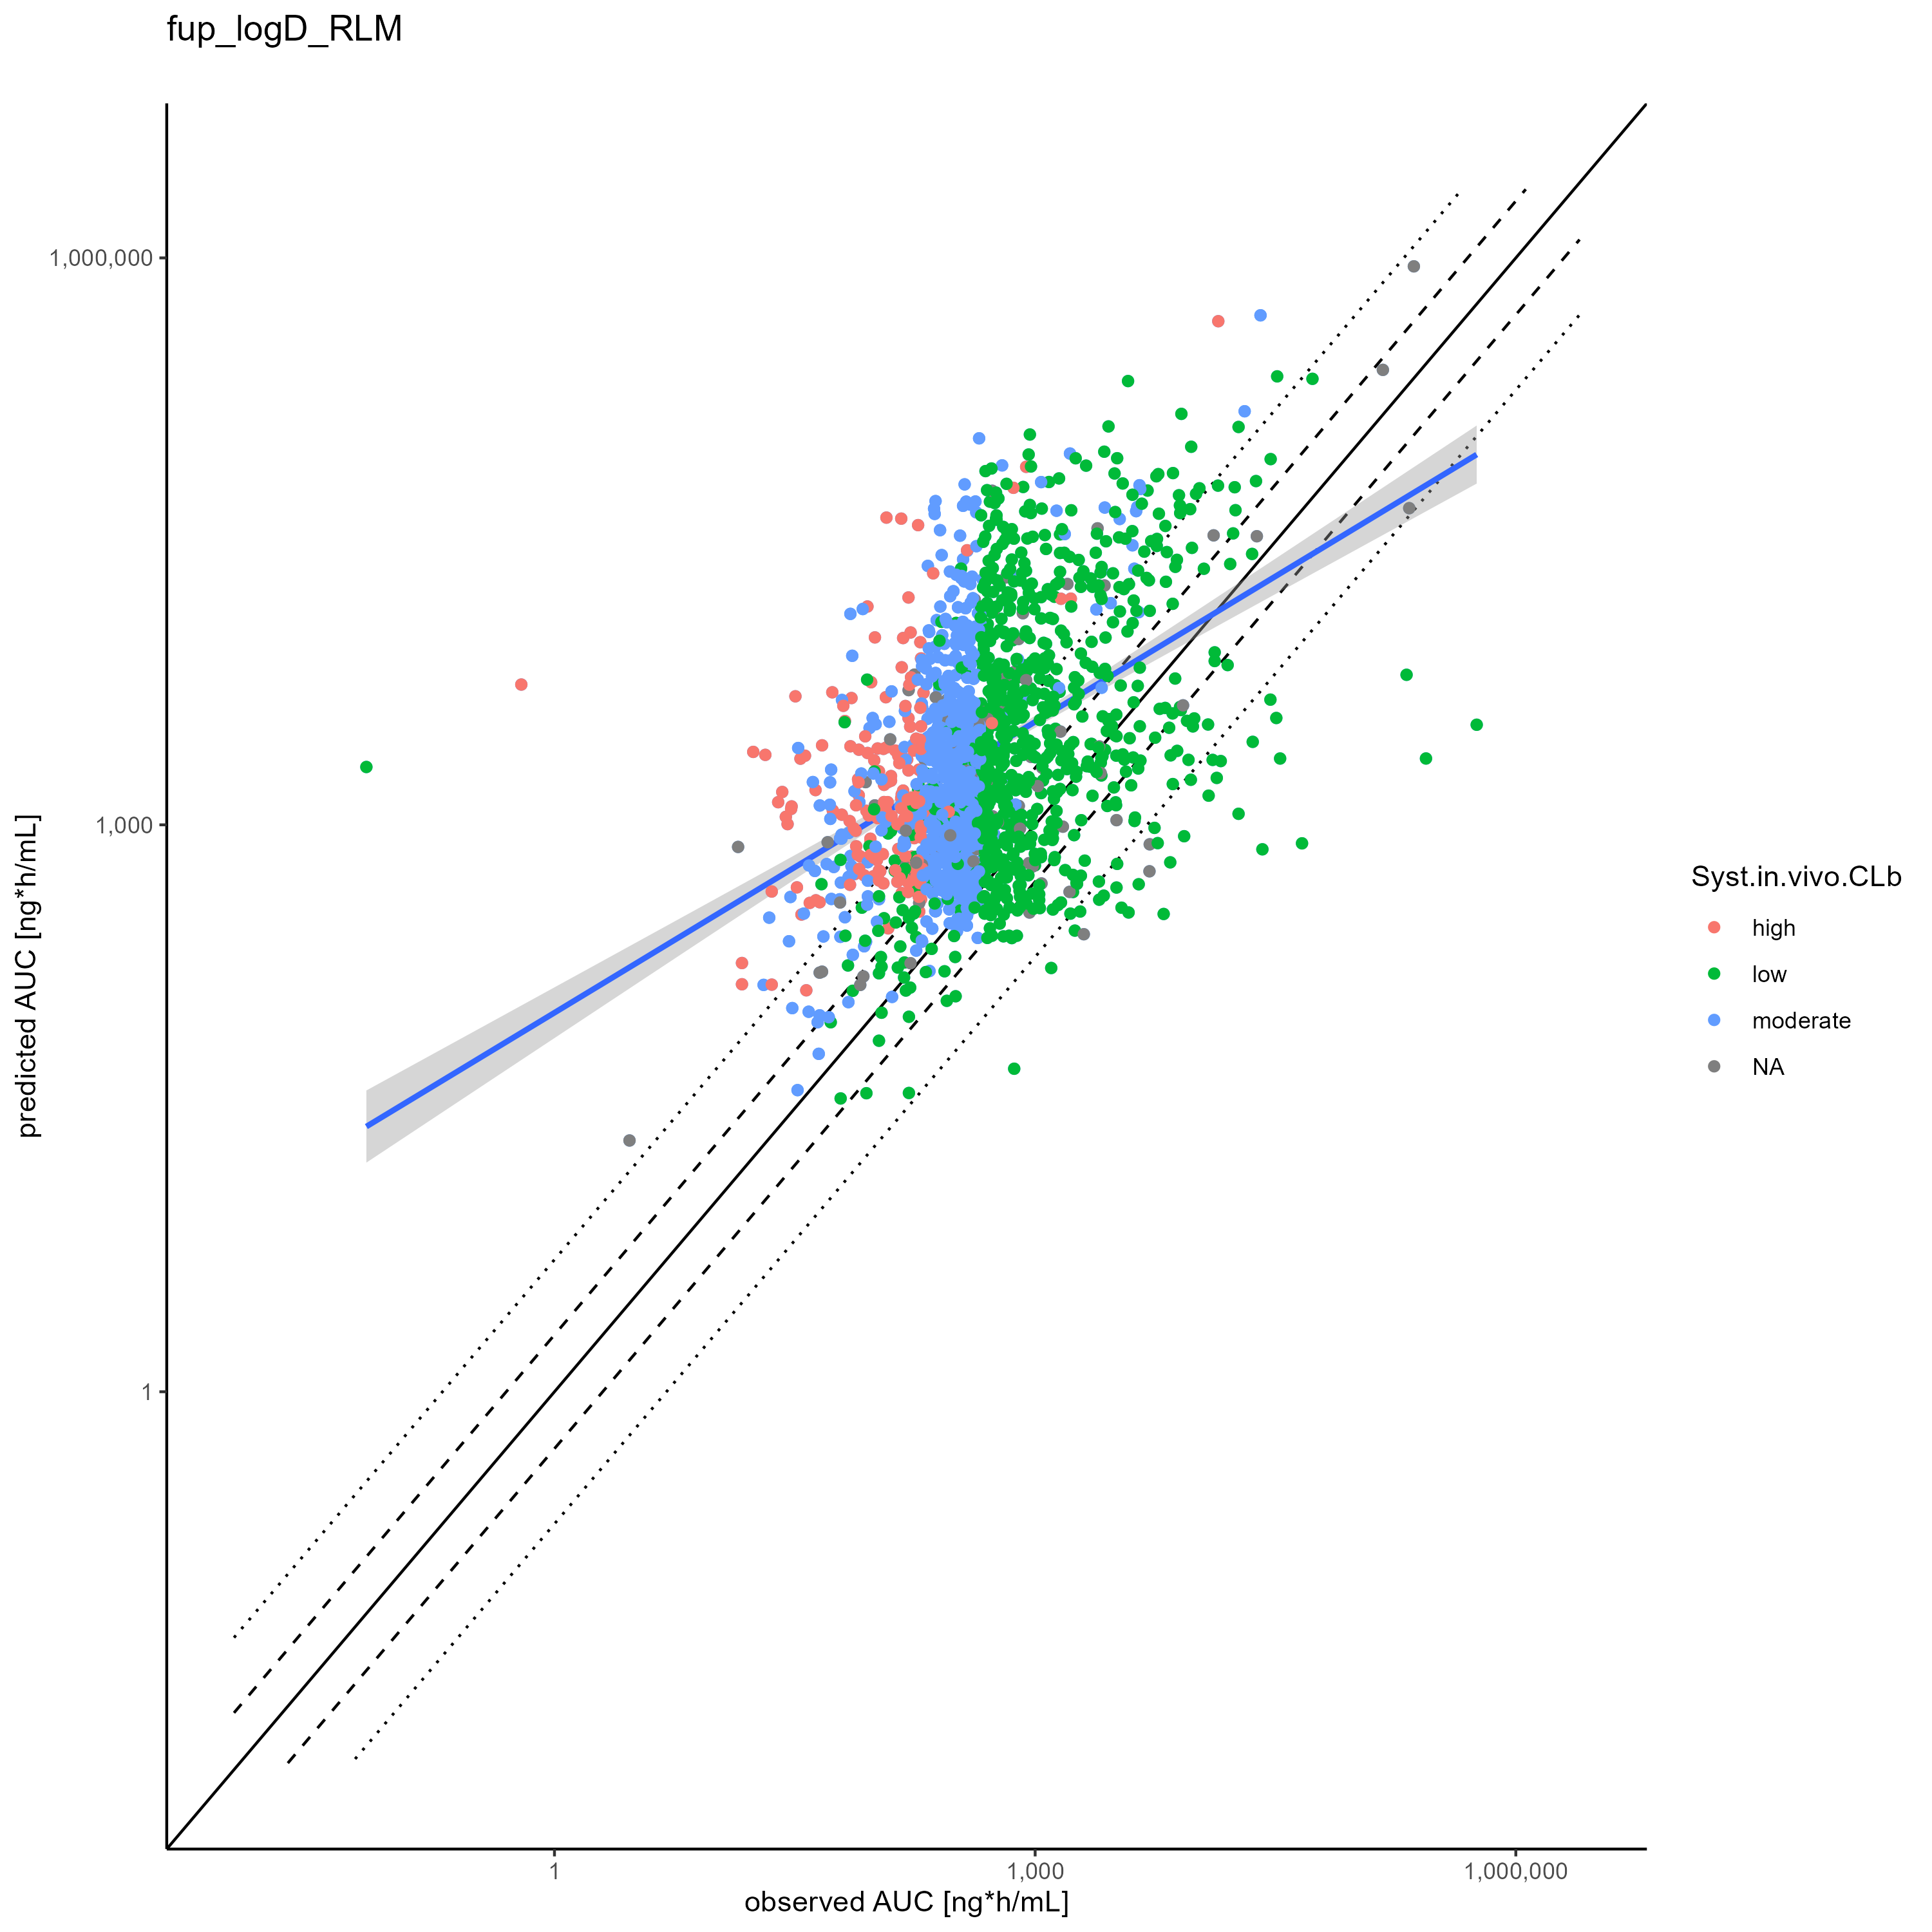 fup_logD_RLM
1,000,000
1,000
1
predicted AUC [ng*h/mL]
1
1,000
1,000,000
observed AUC [ng*h/mL]
Syst.in.vivo.CLb
high
low
moderate
NA